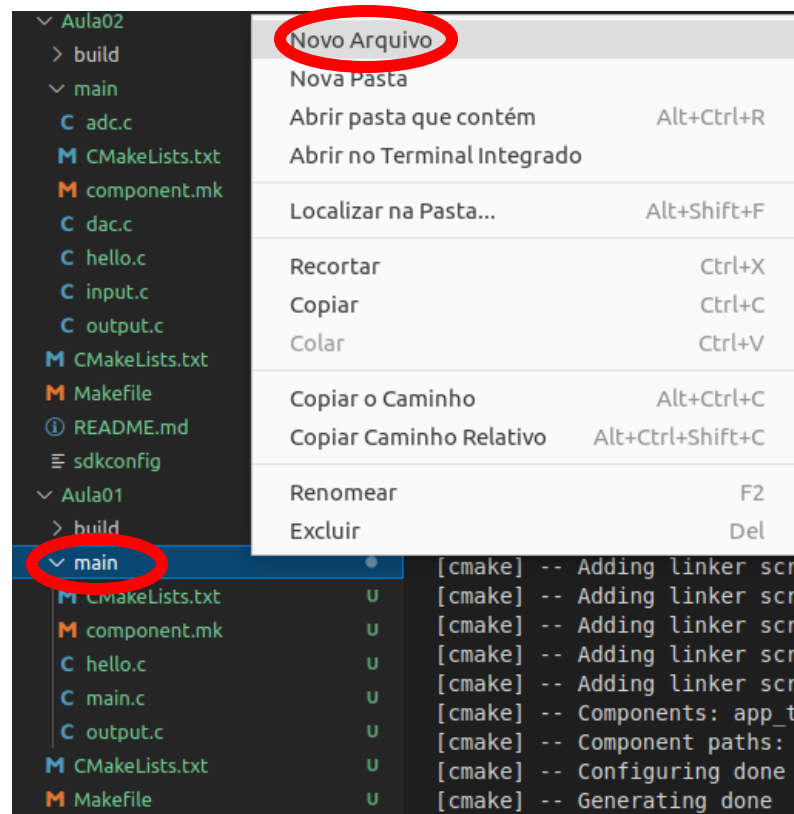 Aula02
build
main
C adc.c
M CMakeLists.txt
M component.mk
C dac.c
C hello.c
C input.c
C output.c
M CMakeLists.txt
M Makefile
README.md
sdkconfig
Aula01
build
main
M CMakeLists.txt U
M component.mk U
C hello.c U
C main.c U
C output.c U
M CMakeLists.txt U
M Makefile U
Novo Arquivo
Nova Pasta
Abrir pasta que contém Alt+Ctrl+R
Abrir no Terminal Integrado
Localizar na Pasta... Alt+Shift+F
Recortar Ctrl+X
Copiar Ctrl+C
Colar Ctrl+V
Copiar o Caminho Alt+Ctrl+C
Copiar Caminho Relativo Alt+Ctrl+Shift+C
Renomear F2
Excluir Del
[cmake] -- Adding linker scr
[cmake] -- Adding linker scr
[cmake] -- Adding linker scr
[cmake] -- Adding linker scr
[cmake] -- Adding linker scr
[cmake] -- Components: app_t
[cmake] -- Component paths:
[cmake] -- Configuring done
[cmake] -- Generating done